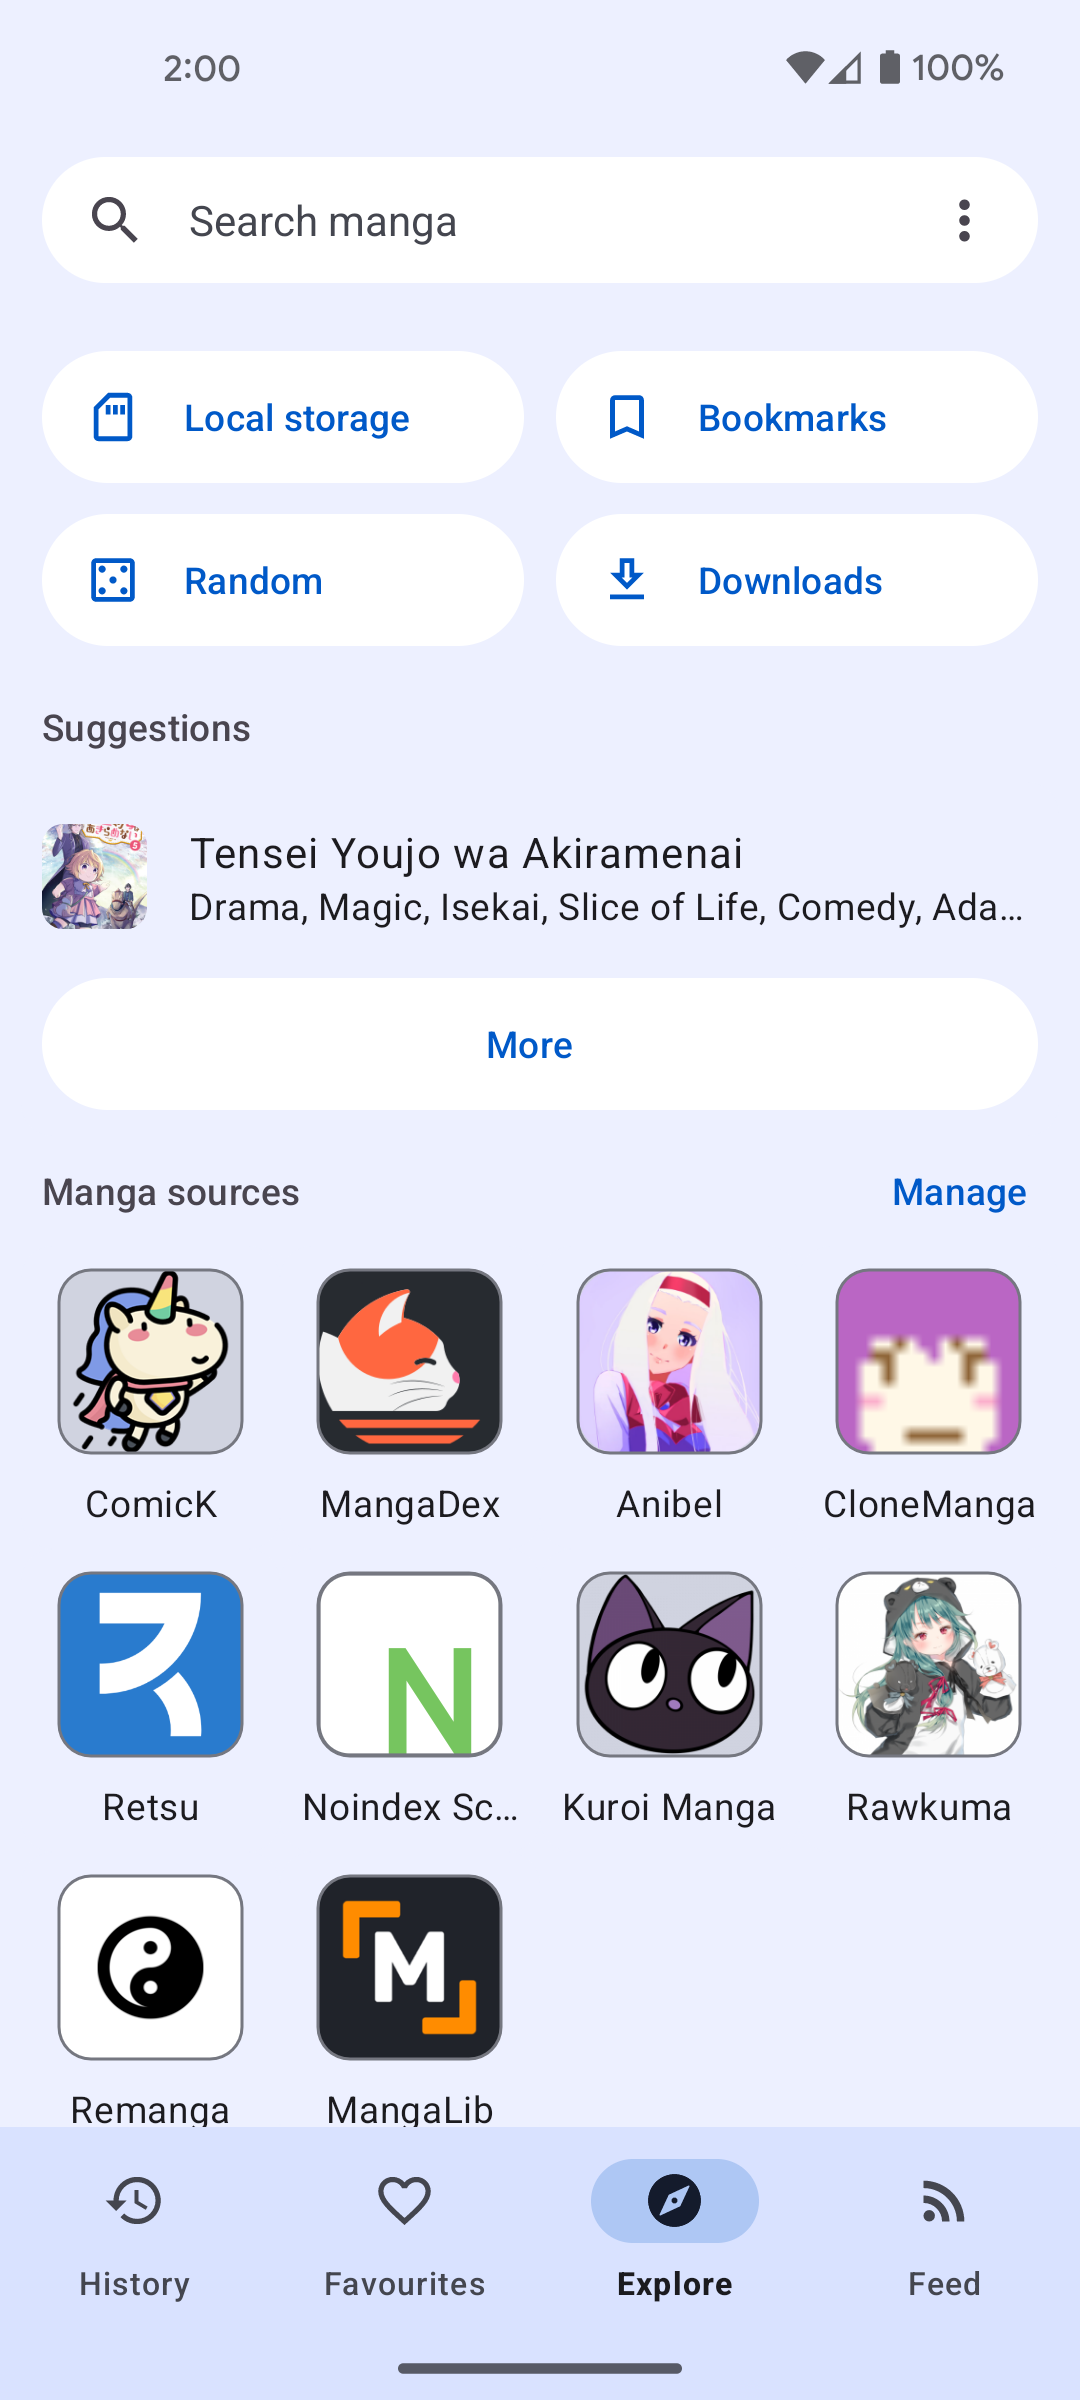 2:00
100%
Search manga
Local storage
Bookmarks
Random
Downloads
Suggestions
Tensei Youjo wa Akiramenai
Drama, Magic, Isekai, Slice of Life, Comedy, Ada…
More
Manga sources
Manage
ComicK
MangaDex
Anibel
CloneManga
ス
N
Retsu
Noindex Sc…
Kuroi Manga
Rawkuma
M
Remanga
MangaLib
History
Favourites
Explore
Feed